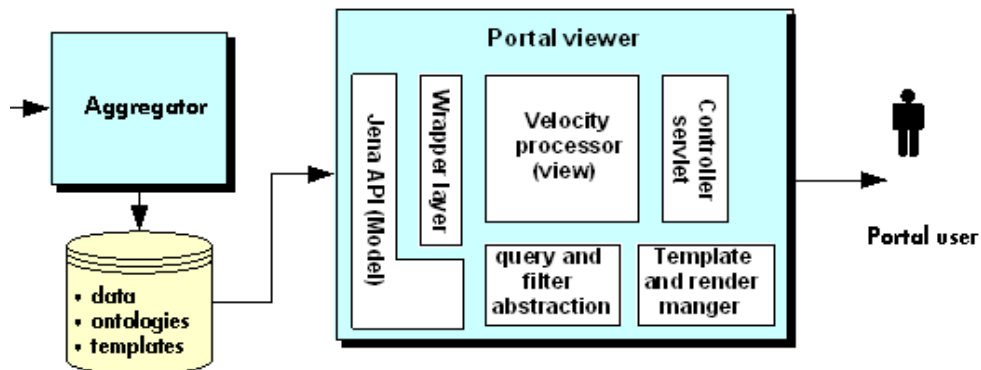 Portal viewer
Aggregator
Jena API (Model)
Wrapper layer
Velocity
processor
(view)
Controller
servlet
Portal user
query and
filter
abstraction
Template
and render
manger
• data
• ontologies
• templates